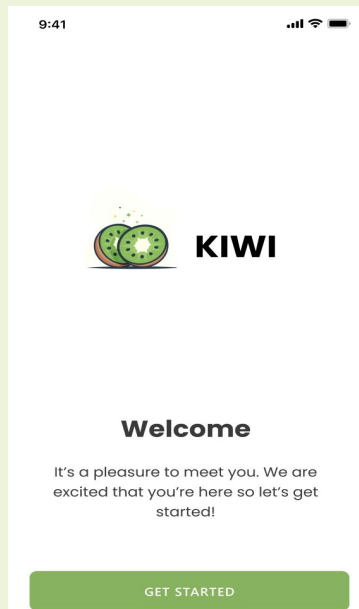 9:41
KIWI
Welcome
It's a pleasure to meet you. We are
excited that you're here so let's get
started!
GET STARTED